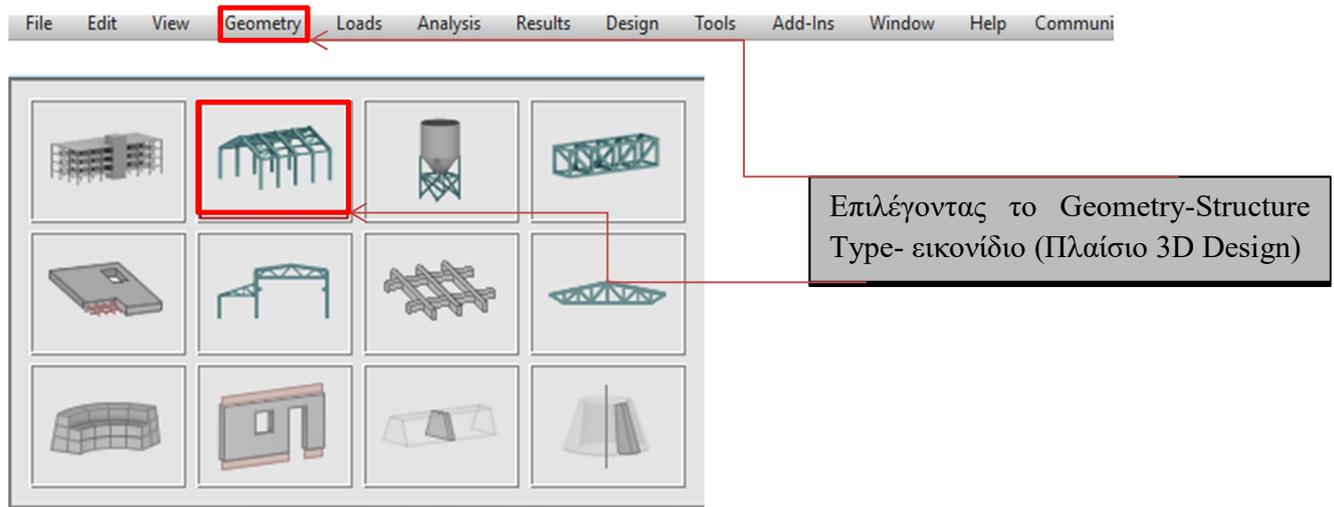 File Edit View Geometry Loads Analysis Results Design Tools Add-Ins Window Help Communi
Επιλέγοντας το Geometry-Structure
Type- εικονίδιο (Πλαίσιο 3D Design)